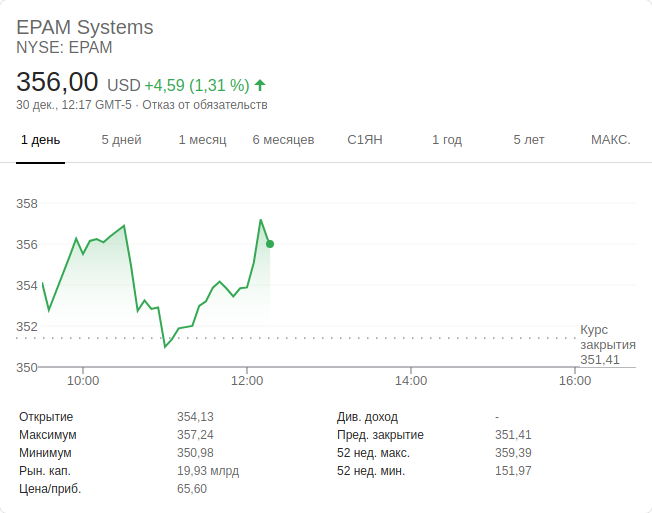 EPAM Systems
NYSE: EPAM
356,00 USD +4,59 (1,31 %)
30 дек., 12:17 GMT-5 · Отказ от обязательств
1 день 5 дней 1 месяц 6 месяцев С1ЯН 1 год 5 лет МАКС.
358
356
354
352
350
Курс
закрытия
351,41
10:00 12:00 14:00 16:00
Открытие 354,13 Див. доход -
Максимум 357,24 Пред. закрытие 351,41
Минимум 350,98 52 нед. макс. 359,39
Рын. кап. 19,93 млрд 52 нед. мин. 151,97
Цена/приб. 65,60